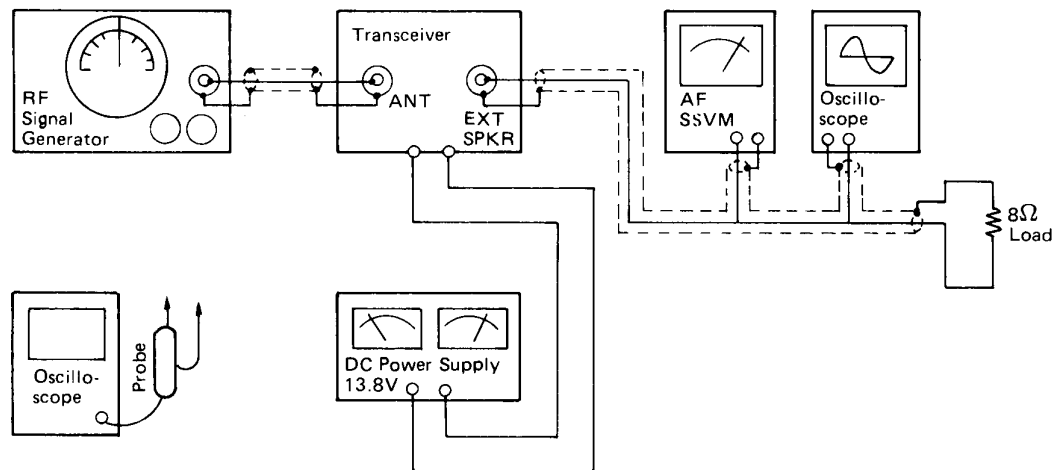 RF
Signal
Generator
Transceiver
ANT
EXT
SPKR
AF
SSVM
Oscillo-
scope
8Ω
Load
Oscillo-
scope
Probe
DC Power Supply
13.8V